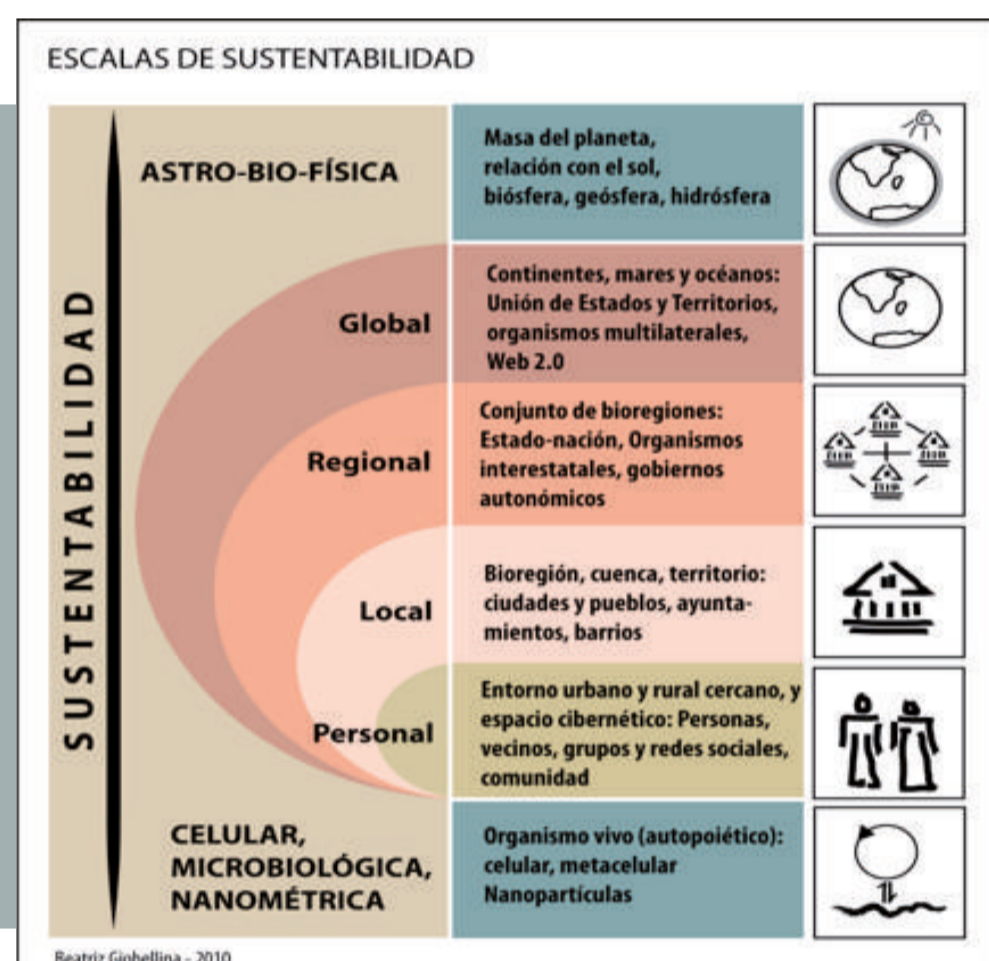 ESCALAS DE SUSTENTABILIDAD
SUSTENTABILIDAD
ASTRO-BIO-FÍSICA
Masa del planeta,
relación con el sol,
biósfera, geósfera, hidrósfera
Global
Continentes, mares y océanos:
Unión de Estados y Territorios,
organismos multilaterales,
Web 2.0
Regional
Conjunto de bioregiones:
Estado-nación, Organismos
interestatales, gobiernos
autonómicos
Local
Bioregión, cuenca, territorio:
ciudades y pueblos, ayunta-
mientos, barrios
Personal
Entorno urbano y rural cercano, y
espacio cibernético: Personas,
vecinos, grupos y redes sociales,
comunidad
CELULAR,
MICROBIOLÓGICA,
NANOMÉTRICA
Organismo vivo (autopoiético):
celular, metacelular
Nanopartículas
Beatriz Giobellina - 2010